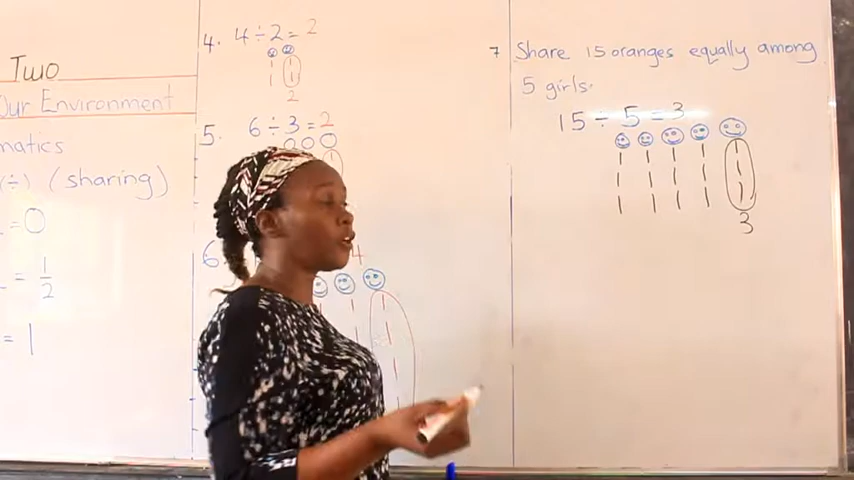 Two
Our Environment
(Sharing)
= 0
= 1/2
= 1
4. 4 ÷ 2 = 2
2
5. 6 ÷ 3 = 2
6
4
7 Share 15 oranges equally among
5 girls.
15 ÷ 5 = 3
3